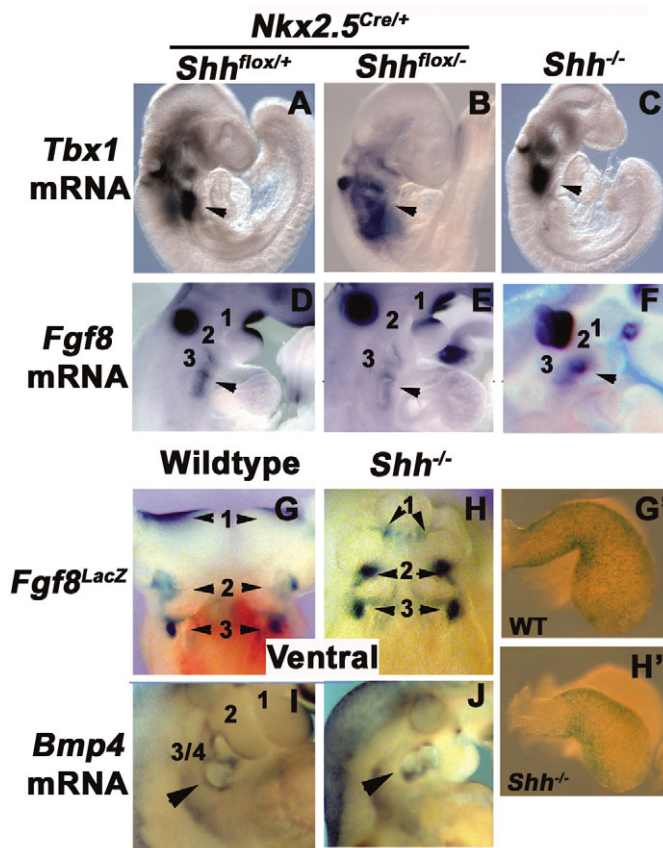 Nkx2.5Cre/+
Shhflox/+ Shhflox/- Shh-/-
Tbx1 mRNA
A B C
Fgf8 mRNA
D 1 2 3
E 1 2 3
F 1 2 3
Wildtype Shh-/-
Fgf8LacZ
G 1 2 3
H 1 2 3
G'
WT
Ventral
H'
Shh-/-
Bmp4 mRNA
I 1 2 3/4
J